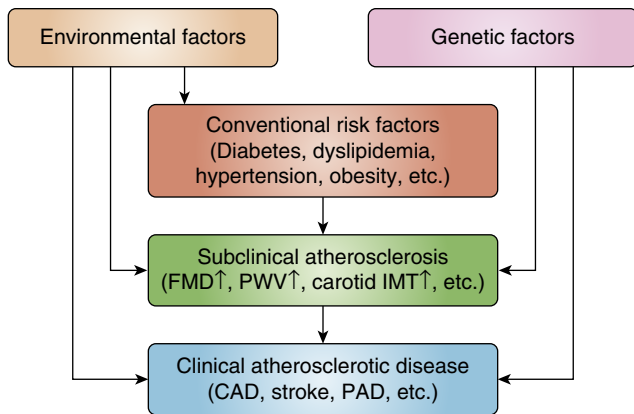 Environmental factors
Genetic factors
Conventional risk factors
(Diabetes, dyslipidemia,
hypertension, obesity, etc.)
Subclinical atherosclerosis
(FMD↑, PWV↑, carotid IMT↑, etc.)
Clinical atherosclerotic disease
(CAD, stroke, PAD, etc.)